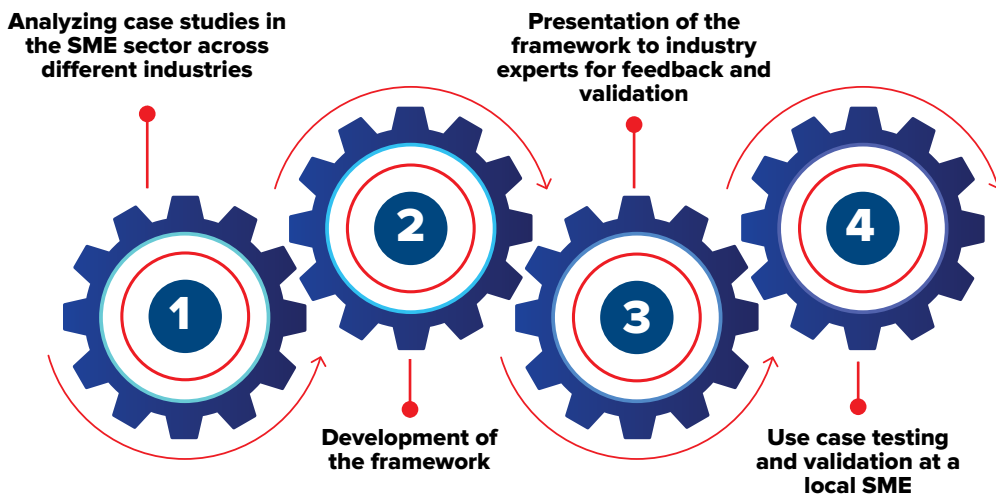 Analyzing case studies in
the SME sector across
different industries
1
2
Development of
the framework
Presentation of the
framework to industry
experts for feedback and
validation
3
4
Use case testing
and validation at a
local SME